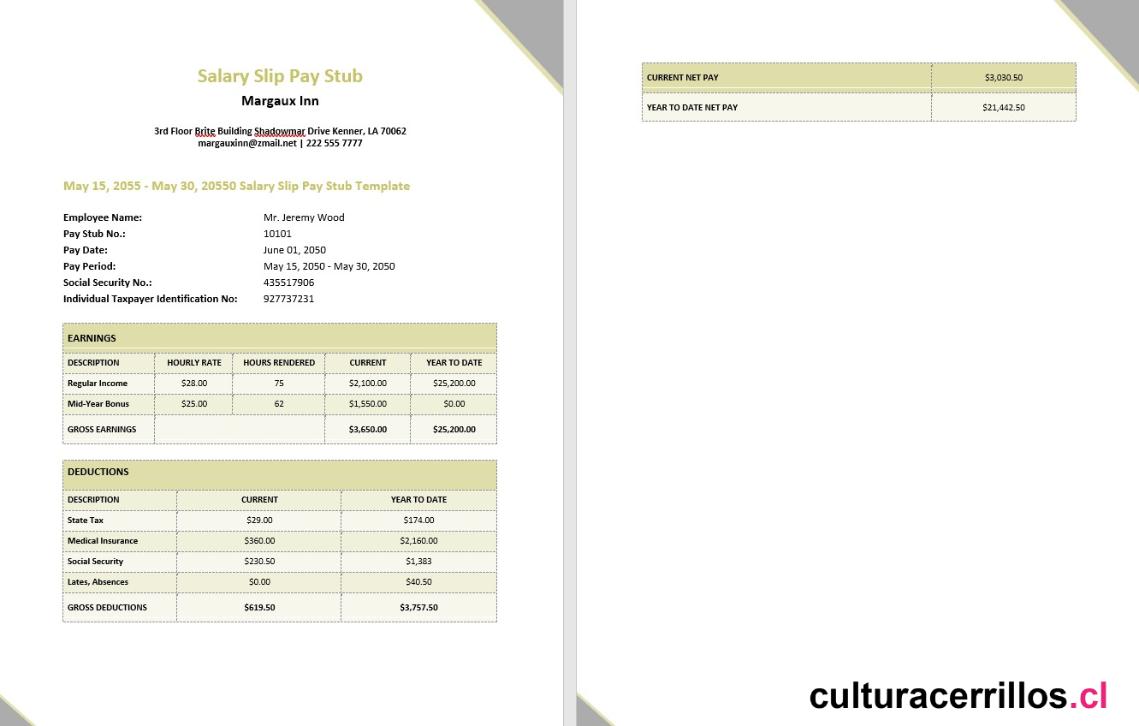 Salary Slip Pay Stub
Margaux Inn
3rd Floor Brite Building Shadowmar Drive Kenner, LA 70062
margauxinn@zmail.net | 222 555 7777
May 15, 2055 - May 30, 20550 Salary Slip Pay Stub Template
Employee Name: Mr. Jeremy Wood
Pay Stub No.: 10101
Pay Date: June 01, 2050
Pay Period: May 15, 2050 - May 30, 2050
Social Security No.: 435517906
Individual Taxpayer Identification No: 927737231
EARNINGS
DESCRIPTION HOURLY RATE HOURS RENDERED CURRENT YEAR TO DATE
Regular Income $28.00 75 $2,100.00 $25,200.00
Mid-Year Bonus $25.00 62 $1,550.00 $0.00
GROSS EARNINGS $3,650.00 $25,200.00
DEDUCTIONS
DESCRIPTION CURRENT YEAR TO DATE
State Tax $29.00 $174.00
Medical Insurance $360.00 $2,160.00
Social Security $230.50 $1,383
Lates, Absences $0.00 $40.50
GROSS DEDUCTIONS $619.50 $3,757.50
CURRENT NET PAY $3,030.50
YEAR TO DATE NET PAY $21,442.50
culturacerrillos.cl